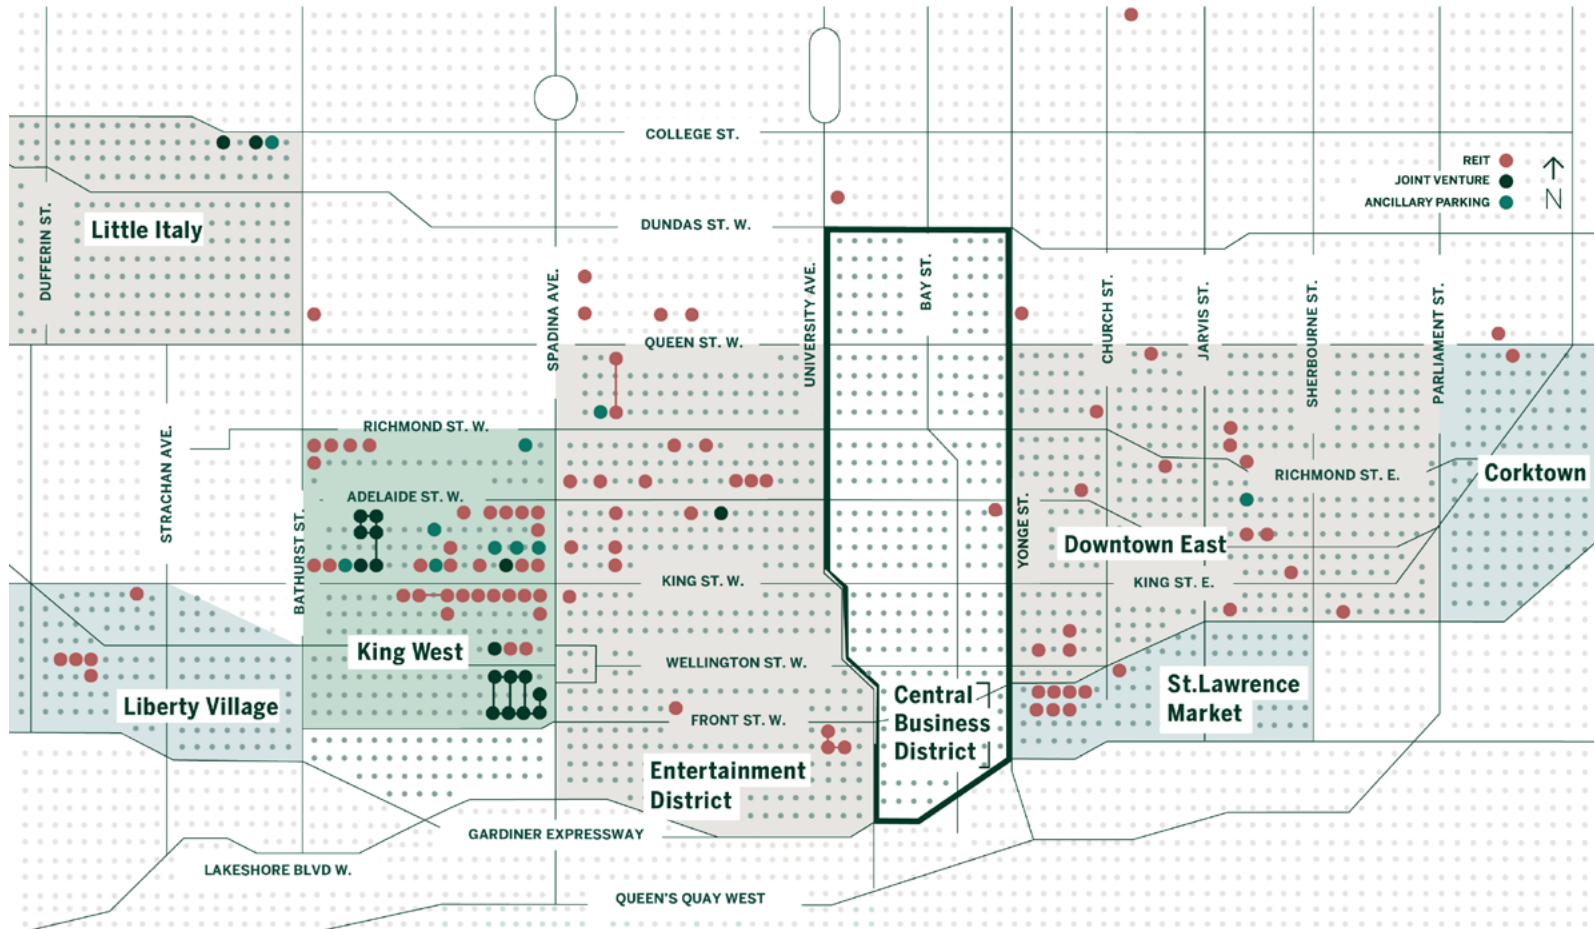 COLLEGE ST.
REIT
JOINT VENTURE
ANCILLARY PARKING
N
DUNDAS ST. W.
Little Italy
DUFFERIN ST.
SPADINA AVE.
UNIVERSITY AVE.
BAY ST.
CHURCH ST.
JARVIS ST.
SHERBOURNE ST.
PARLIAMENT ST.
QUEEN ST. W.
RICHMOND ST. W.
STRACHAN AVE.
RICHMOND ST. E.
Corktown
ADELAIDE ST. W.
BATHURST ST.
YONGE ST.
Downtown East
KING ST. W.
KING ST. E.
King West
WELLINGTON ST. W.
Liberty Village
Central
Business
District
St.Lawrence
Market
FRONT ST. W.
Entertainment
District
GARDINER EXPRESSWAY
LAKESHORE BLVD W.
QUEEN'S QUAY WEST